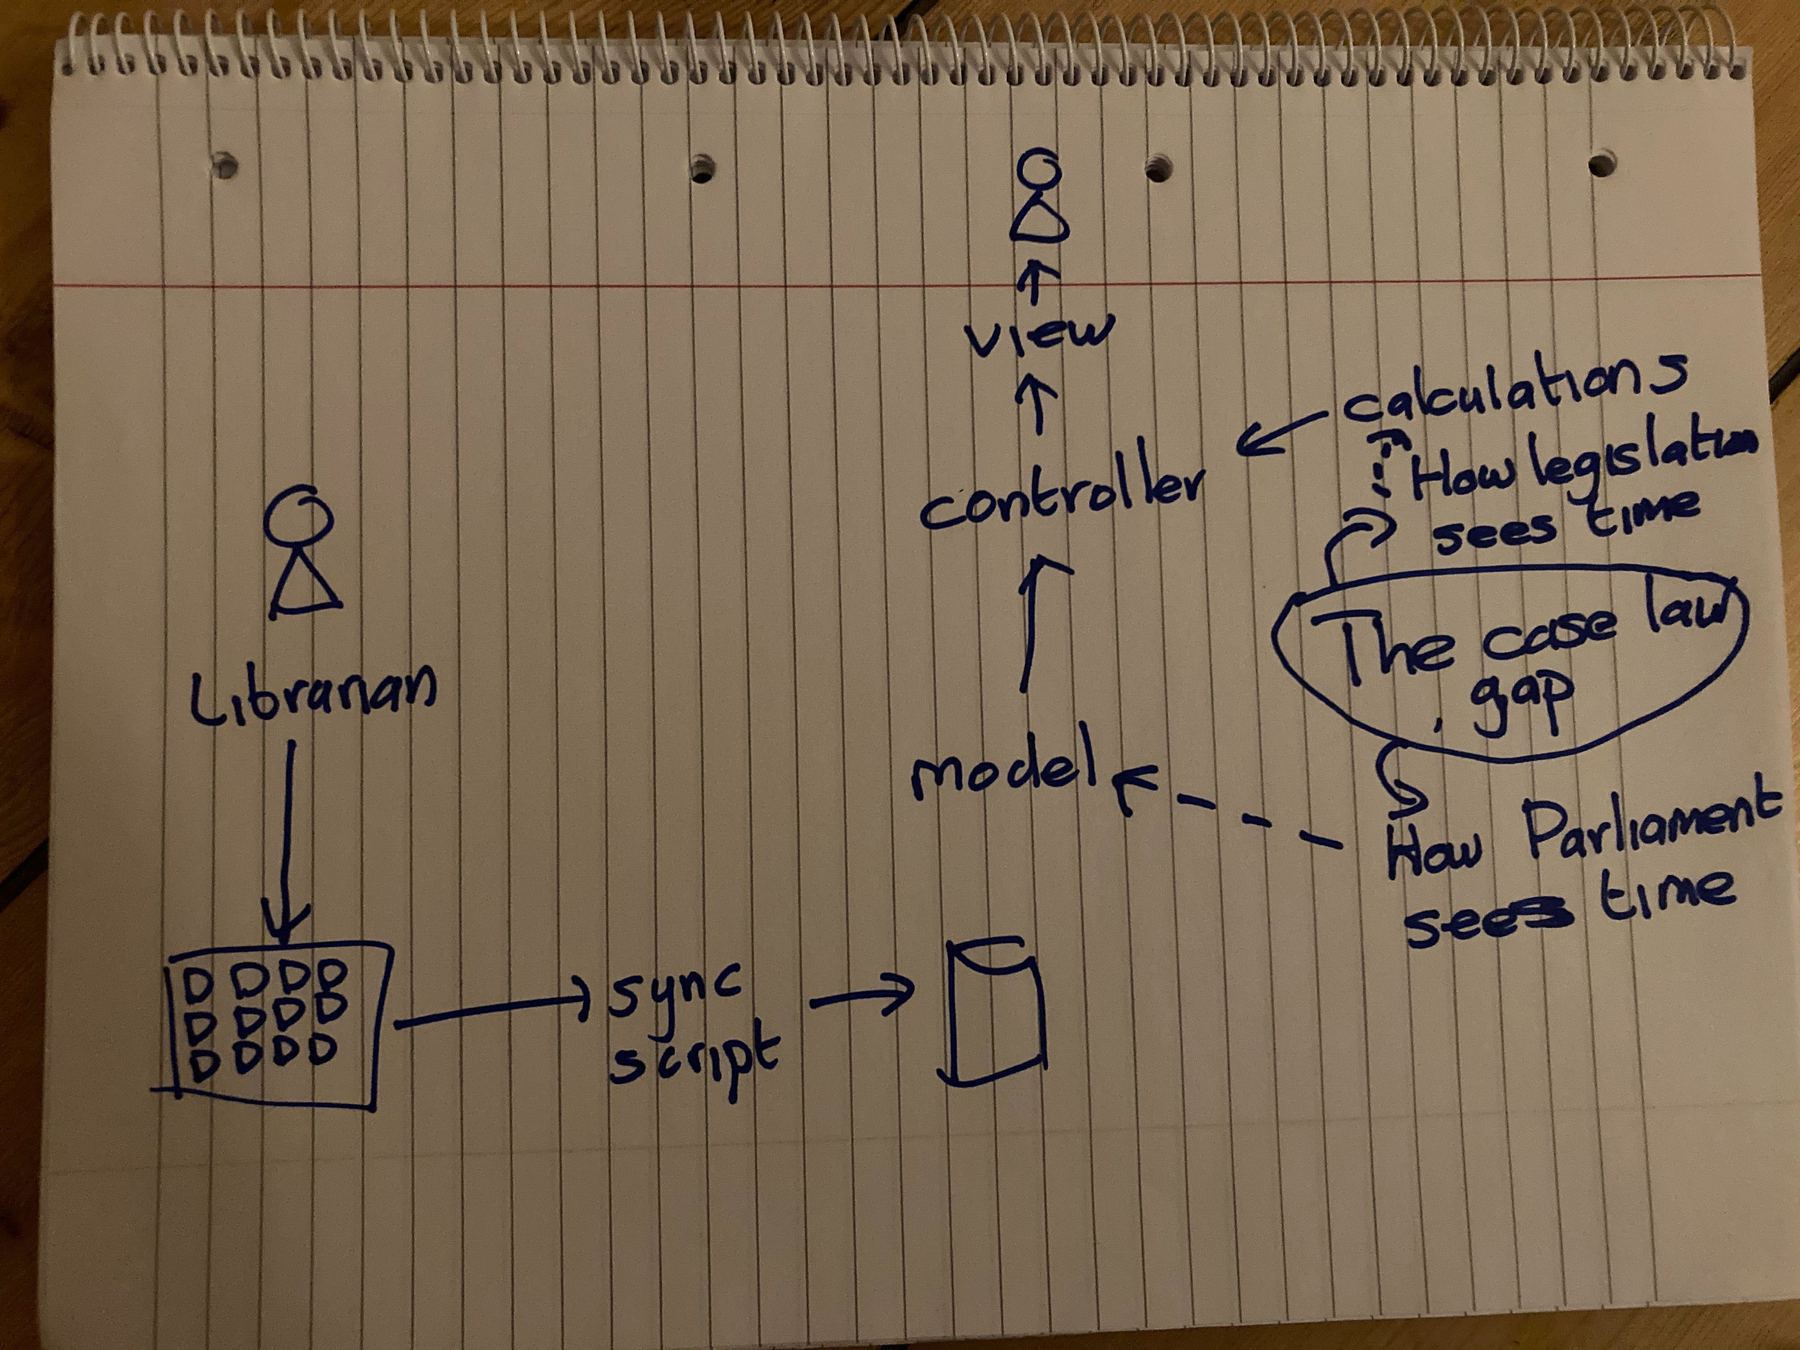 view
calculations
controller
How legislation
sees time
The case law
gap
Librarian
model
How Parliament
sees time
D D D D
D D D D
D D D D
sync
script